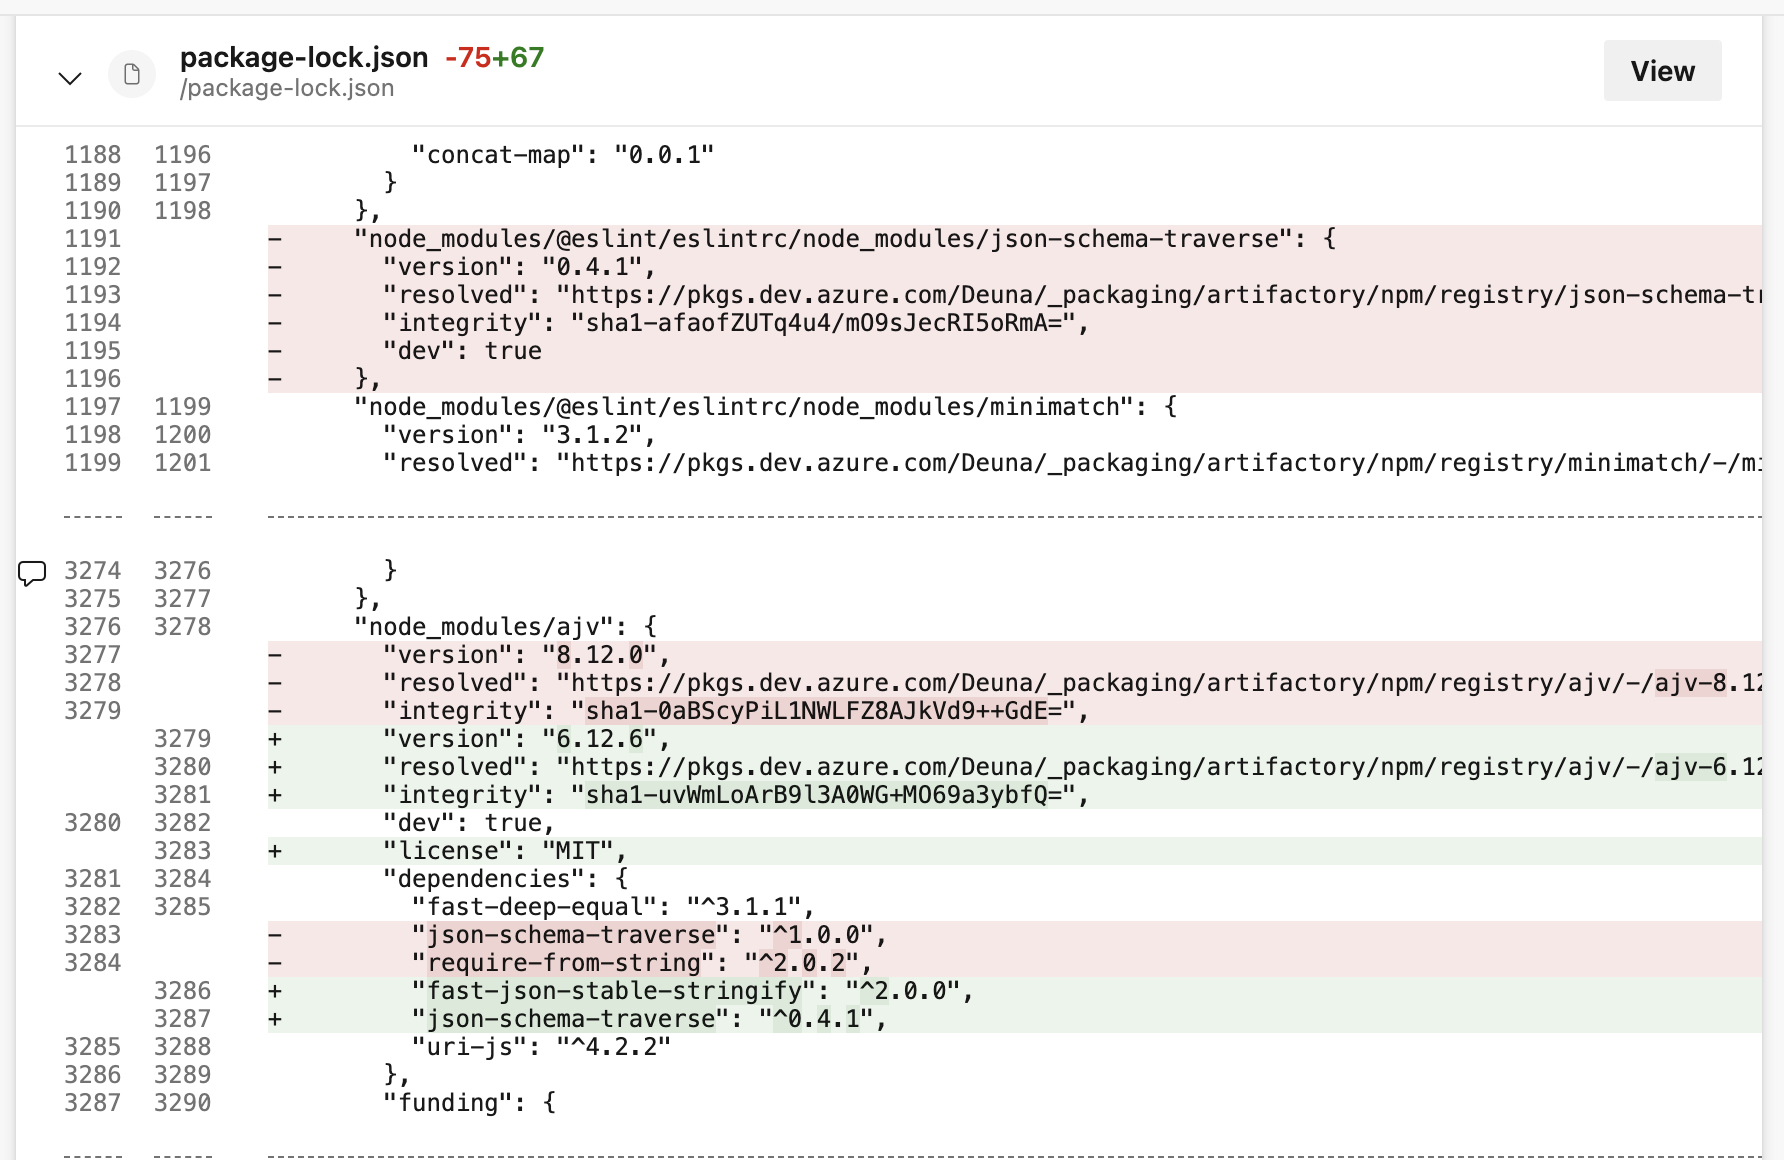 package-lock.json -75+67
/package-lock.json
View
1188 1196 "concat-map": "0.0.1"
1189 1197 }
1190 1198 },
1191 - "node_modules/@eslint/eslintrc/node_modules/json-schema-traverse": {
1192 - "version": "0.4.1",
1193 - "resolved": "https://pkgs.dev.azure.com/Deuna/_packaging/artifactory/npm/registry/json-schema-tr
1194 - "integrity": "sha1-afaofZUTq4u4/mO9sJecRI5oRmA=",
1195 - "dev": true
1196 - },
1197 1199 "node_modules/@eslint/eslintrc/node_modules/minimatch": {
1198 1200 "version": "3.1.2",
1199 1201 "resolved": "https://pkgs.dev.azure.com/Deuna/_packaging/artifactory/npm/registry/minimatch/-/mi
3274 3276 }
3275 3277 },
3276 3278 "node_modules/ajv": {
3277 - "version": "8.12.0",
3278 - "resolved": "https://pkgs.dev.azure.com/Deuna/_packaging/artifactory/npm/registry/ajv/-/ajv-8.12
3279 - "integrity": "sha1-0aBScyPiL1NWLFZ8AJkVd9++GdE=",
3279 + "version": "6.12.6",
3280 + "resolved": "https://pkgs.dev.azure.com/Deuna/_packaging/artifactory/npm/registry/ajv/-/ajv-6.12
3281 + "integrity": "sha1-uvWmLoArB9l3A0WG+MO69a3ybfQ=",
3280 3282 "dev": true,
3283 + "license": "MIT",
3281 3284 "dependencies": {
3282 3285 "fast-deep-equal": "^3.1.1",
3283 - "json-schema-traverse": "^1.0.0",
3284 - "require-from-string": "^2.0.2",
3286 + "fast-json-stable-stringify": "^2.0.0",
3287 + "json-schema-traverse": "^0.4.1",
3285 3288 "uri-js": "^4.2.2"
3286 3289 },
3287 3290 "funding": {